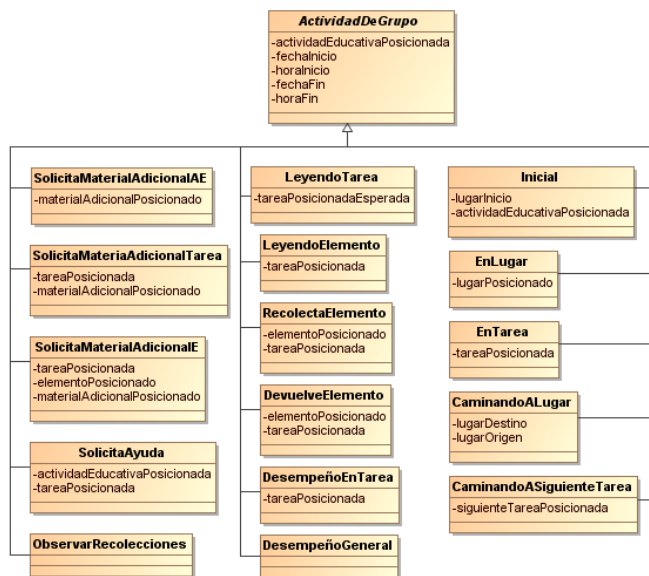 ActividadDeGrupo
-actividadEducativaPosicionada
-fechaInicio
-horaInicio
-fechaFin
-horaFin
SolicitaMaterialAdicionalAE
-materialAdicionalPosicionado
SolicitaMateriaAdicionalTarea
-tareaPosicionada
-materialAdicionalPosicionado
SolicitaMaterialAdicionalE
-tareaPosicionada
-elementoPosicionado
-materialAdicionalPosicionado
SolicitaAyuda
-actividadEducativaPosicionada
-tareaPosicionada
ObservarRecolecciones
LeyendoTarea
-tareaPosicionadaEsperada
LeyendoElemento
-tareaPosicionada
RecolectaElemento
-elementoPosicionado
-tareaPosicionada
DevuelveElemento
-elementoPosicionado
-tareaPosicionada
DesempeñoEnTarea
-tareaPosicionada
DesempeñoGeneral
Inicial
-lugarInicio
-actividadEducativaPosicionada
EnLugar
-lugarPosicionado
EnTarea
-tareaPosicionada
CaminandoALugar
-lugarDestino
-lugarOrigen
CaminandoASiguienteTarea
-siguienteTareaPosicionada